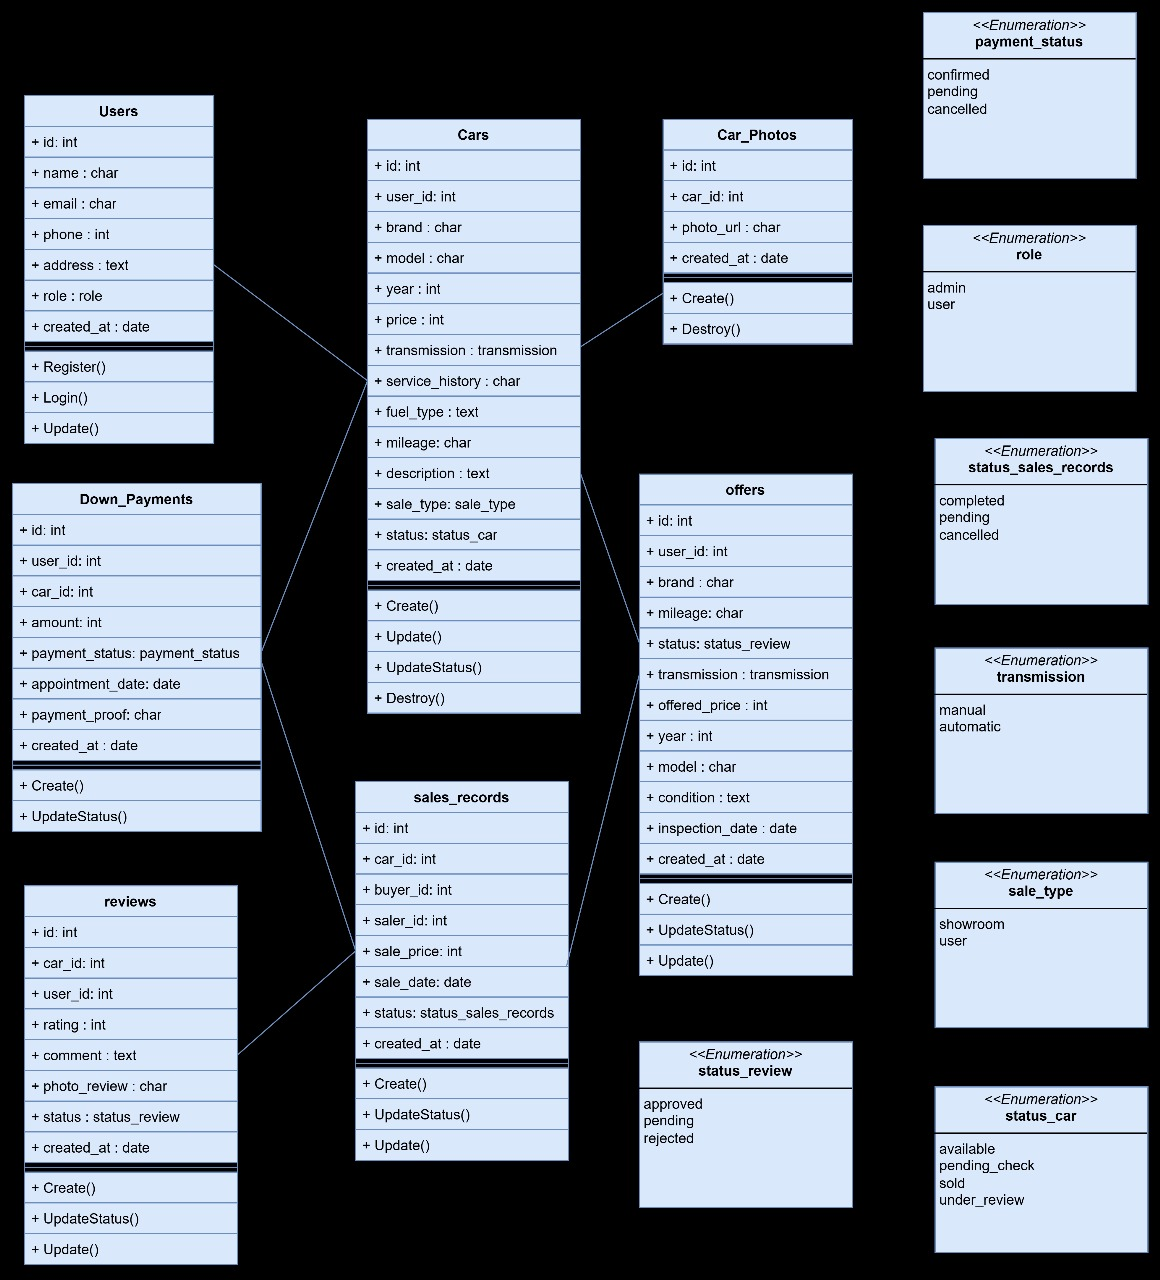 Users
+ id: int
+ name : char
+ email : char
+ phone : int
+ address : text
+ role : role
+ created_at : date
+ Register()
+ Login()
+ Update()
Down_Payments
+ id: int
+ user_id: int
+ car_id: int
+ amount: int
+ payment_status: payment_status
+ appointment_date: date
+ payment_proof: char
+ created_at : date
+ Create()
+ UpdateStatus()
reviews
+ id: int
+ car_id: int
+ user_id: int
+ rating : int
+ comment : text
+ photo_review : char
+ status : status_review
+ created_at : date
+ Create()
+ UpdateStatus()
+ Update()
Cars
+ id: int
+ user_id: int
+ brand : char
+ model : char
+ year : int
+ price : int
+ transmission : transmission
+ service_history : char
+ fuel_type : text
+ mileage: char
+ description : text
+ sale_type: sale_type
+ status: status_car
+ created_at : date
+ Create()
+ Update()
+ UpdateStatus()
+ Destroy()
sales_records
+ id: int
+ car_id: int
+ buyer_id: int
+ saler_id: int
+ sale_price: int
+ sale_date: date
+ status: status_sales_records
+ created_at : date
+ Create()
+ UpdateStatus()
+ Update()
Car_Photos
+ id: int
+ car_id: int
+ photo_url : char
+ created_at : date
+ Create()
+ Destroy()
offers
+ id: int
+ user_id: int
+ brand : char
+ mileage: char
+ status: status_review
+ transmission : transmission
+ offered_price : int
+ year : int
+ model : char
+ condition : text
+ inspection_date : date
+ created_at : date
+ Create()
+ UpdateStatus()
+ Update()
<<Enumeration>>
status_review
approved
pending
rejected
<<Enumeration>>
payment_status
confirmed
pending
cancelled
<<Enumeration>>
role
admin
user
<<Enumeration>>
status_sales_records
completed
pending
cancelled
<<Enumeration>>
transmission
manual
automatic
<<Enumeration>>
sale_type
showroom
user
<<Enumeration>>
status_car
available
pending_check
sold
under_review